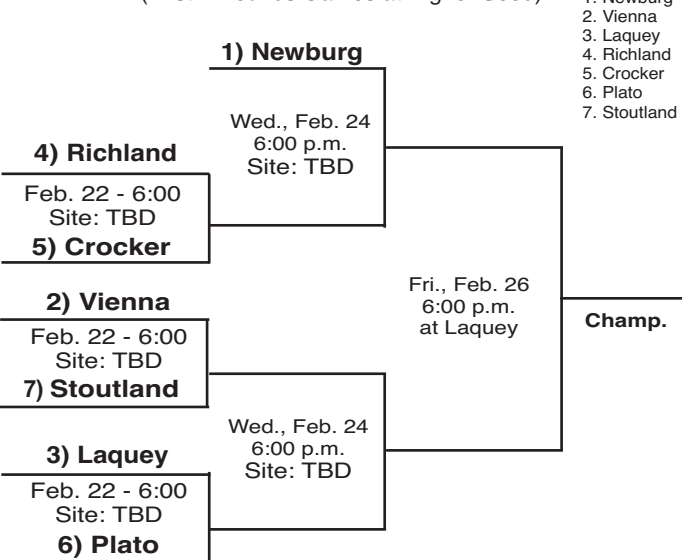 1) Newburg
Wed., Feb. 24
6:00 p.m.
Site: TBD
4) Richland
Feb. 22 - 6:00
Site: TBD
5) Crocker
2) Vienna
Feb. 22 - 6:00
Site: TBD
7) Stoutland
Wed., Feb. 24
6:00 p.m.
Site: TBD
3) Laquey
Feb. 22 - 6:00
Site: TBD
6) Plato
Fri., Feb. 26
6:00 p.m.
at Laquey
Champ.
1. Newburg
2. Vienna
3. Laquey
4. Richland
5. Crocker
6. Plato
7. Stoutland